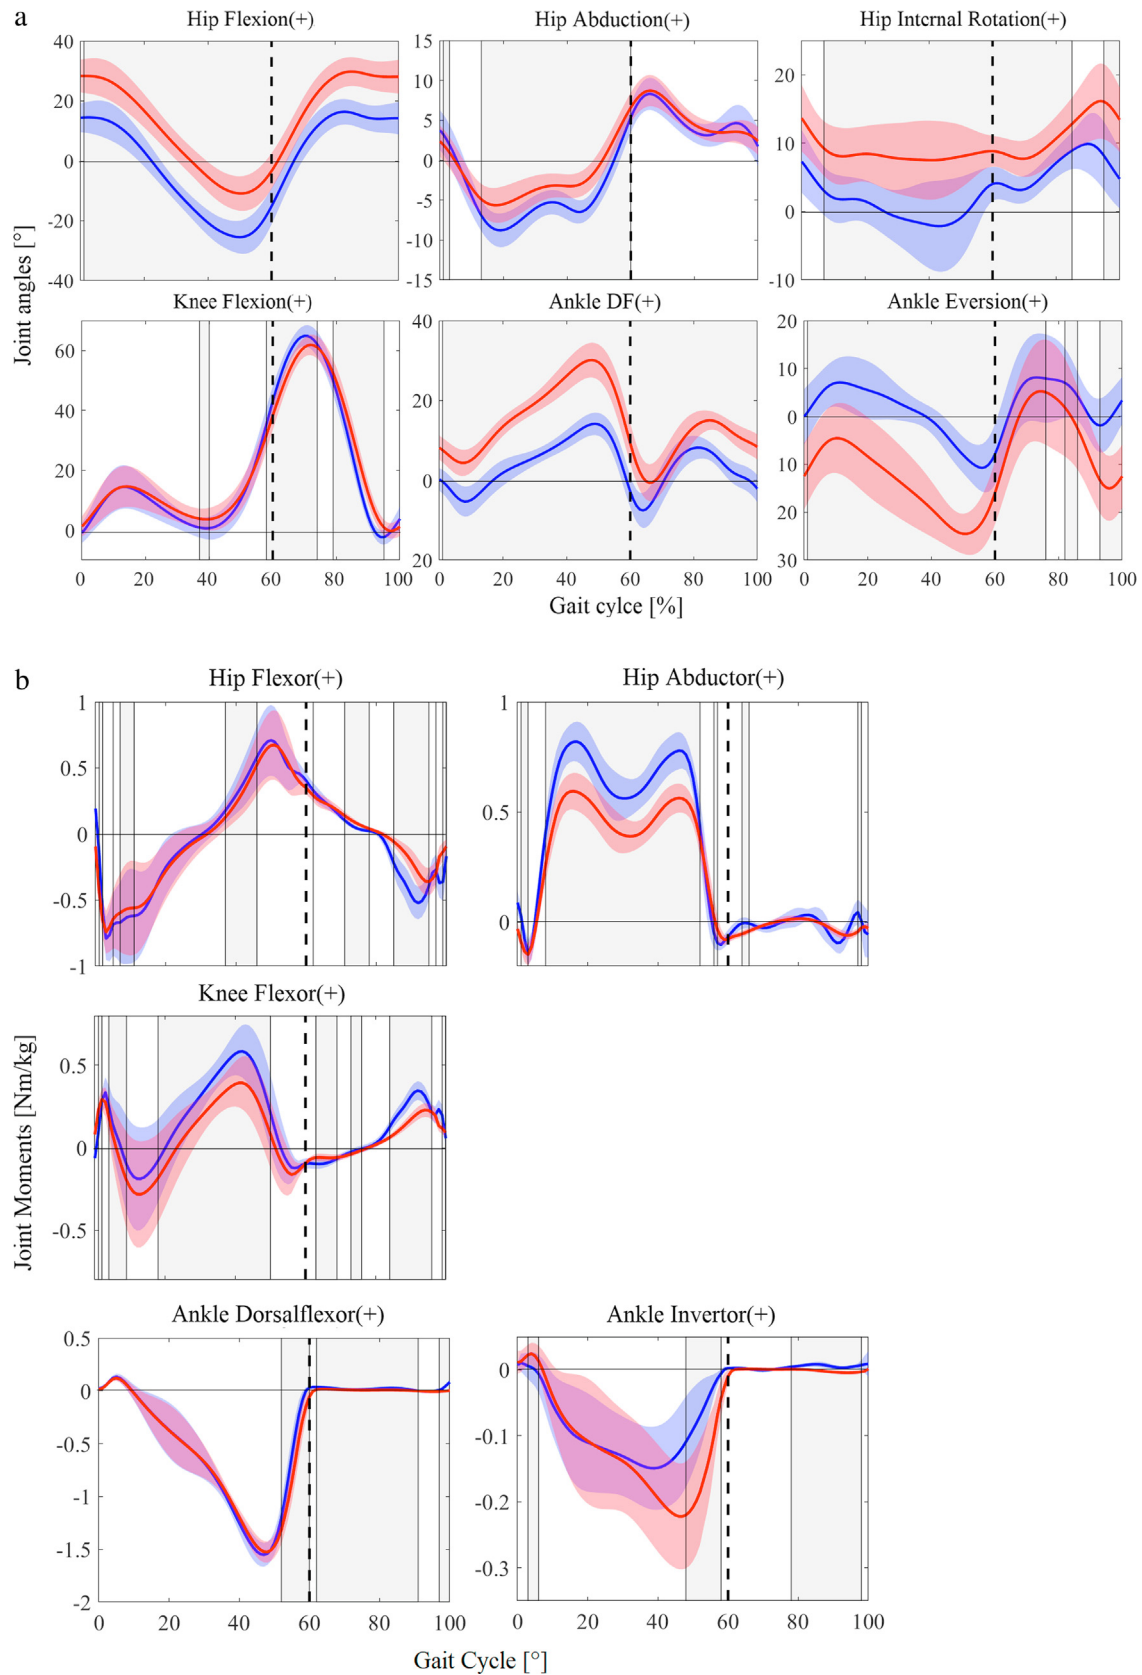 a
Hip Flexion(+)
Hip Abduction(+)
Hip Internal Rotation(+)
40
20
0
-20
-40
15
10
5
0
-5
-10
-15
20
10
0
-10
Knee Flexion(+)
Ankle DF(+)
Ankle Eversion(+)
60
40
20
0
40
20
0
20
20
10
0
10
20
30
0 20 40 60 80 100
0 20 40 60 80 100
0 20 40 60 80 100
Joint angles [°]
Gait cylce [%]
b
Hip Flexor(+)
Hip Abductor(+)
1
0.5
0
-0.5
-1
1
0.5
0
Knee Flexor(+)
0.5
0
-0.5
Joint Moments [Nm/kg]
Ankle Dorsalflexor(+)
Ankle Invertor(+)
0.5
0
-0.5
-1
-1.5
-2
0
-0.1
-0.2
-0.3
0 20 40 60 80 100
0 20 40 60 80 100
Gait Cycle [°]